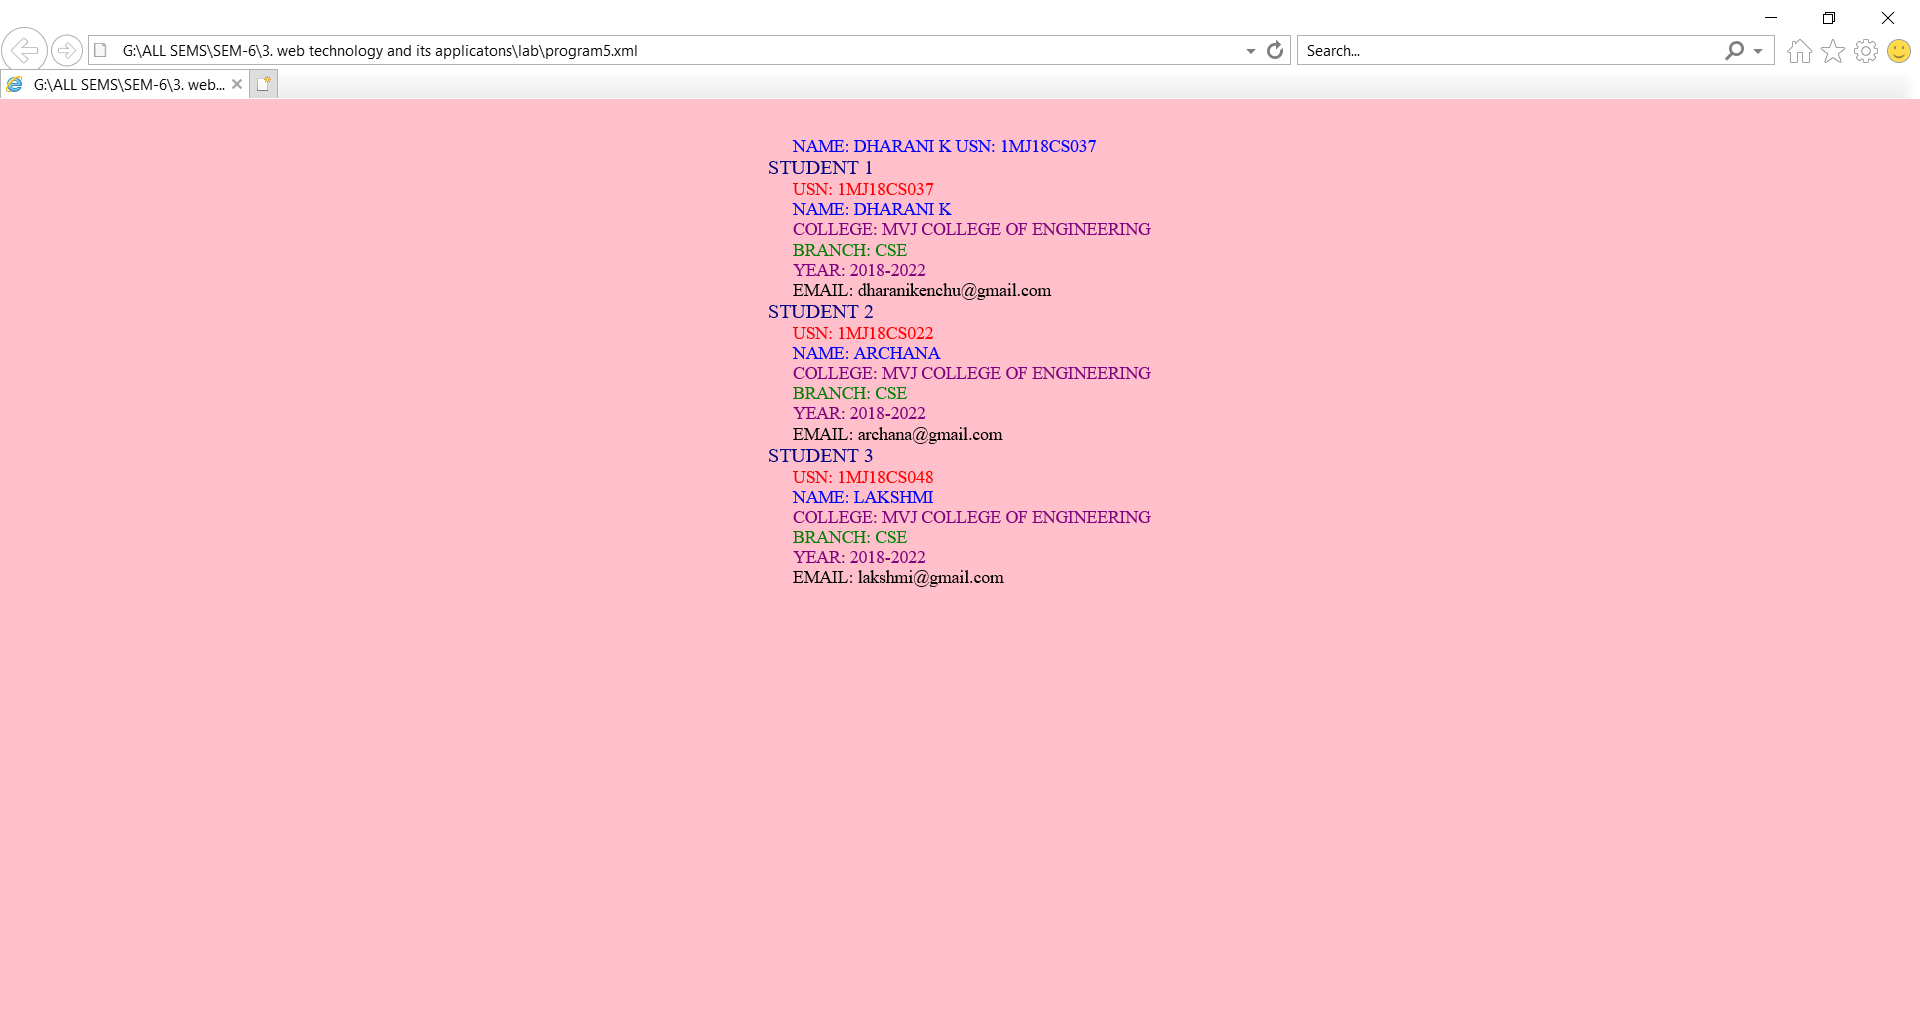 G:\ALL SEMS\SEM-6\3. web technology and its applicatons\lab\program5.xml
Search...
G:\ALL SEMS\SEM-6\3. web...
NAME: DHARANI K USN: 1MJ18CS037
STUDENT 1
USN: 1MJ18CS037
NAME: DHARANI K
COLLEGE: MVJ COLLEGE OF ENGINEERING
BRANCH: CSE
YEAR: 2018-2022
EMAIL: dharanikenchu@gmail.com
STUDENT 2
USN: 1MJ18CS022
NAME: ARCHANA
COLLEGE: MVJ COLLEGE OF ENGINEERING
BRANCH: CSE
YEAR: 2018-2022
EMAIL: archana@gmail.com
STUDENT 3
USN: 1MJ18CS048
NAME: LAKSHMI
COLLEGE: MVJ COLLEGE OF ENGINEERING
BRANCH: CSE
YEAR: 2018-2022
EMAIL: lakshmi@gmail.com